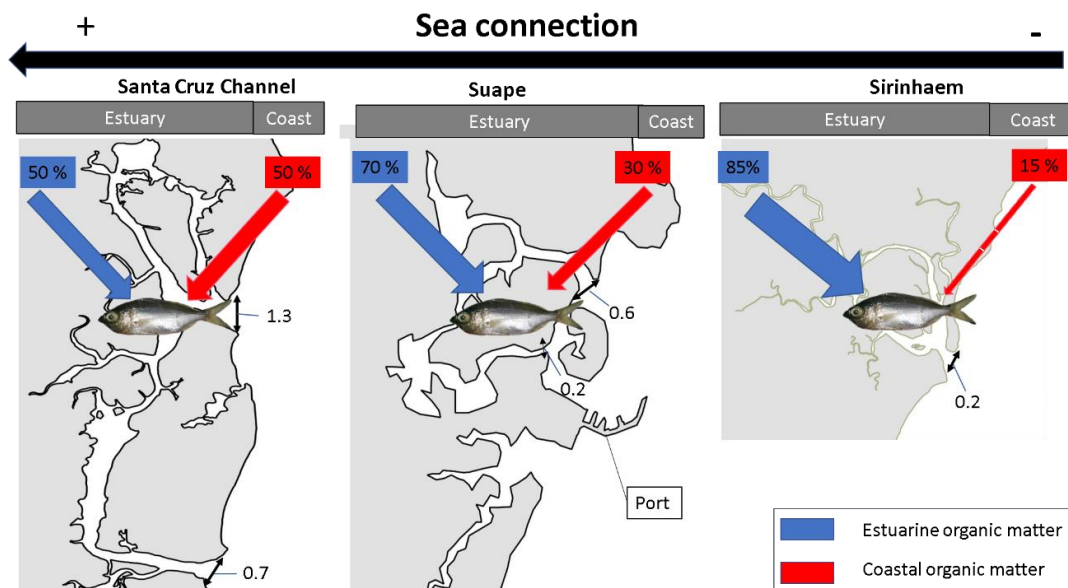 +
Sea connection
-
Santa Cruz Channel
Estuary
Coast
50 %
50 %
1.3
0.7
Suape
Estuary
Coast
70 %
30 %
0.6
0.2
Port
Sirinhaem
Estuary
Coast
85%
15 %
0.2
Estuarine organic matter
Coastal organic matter